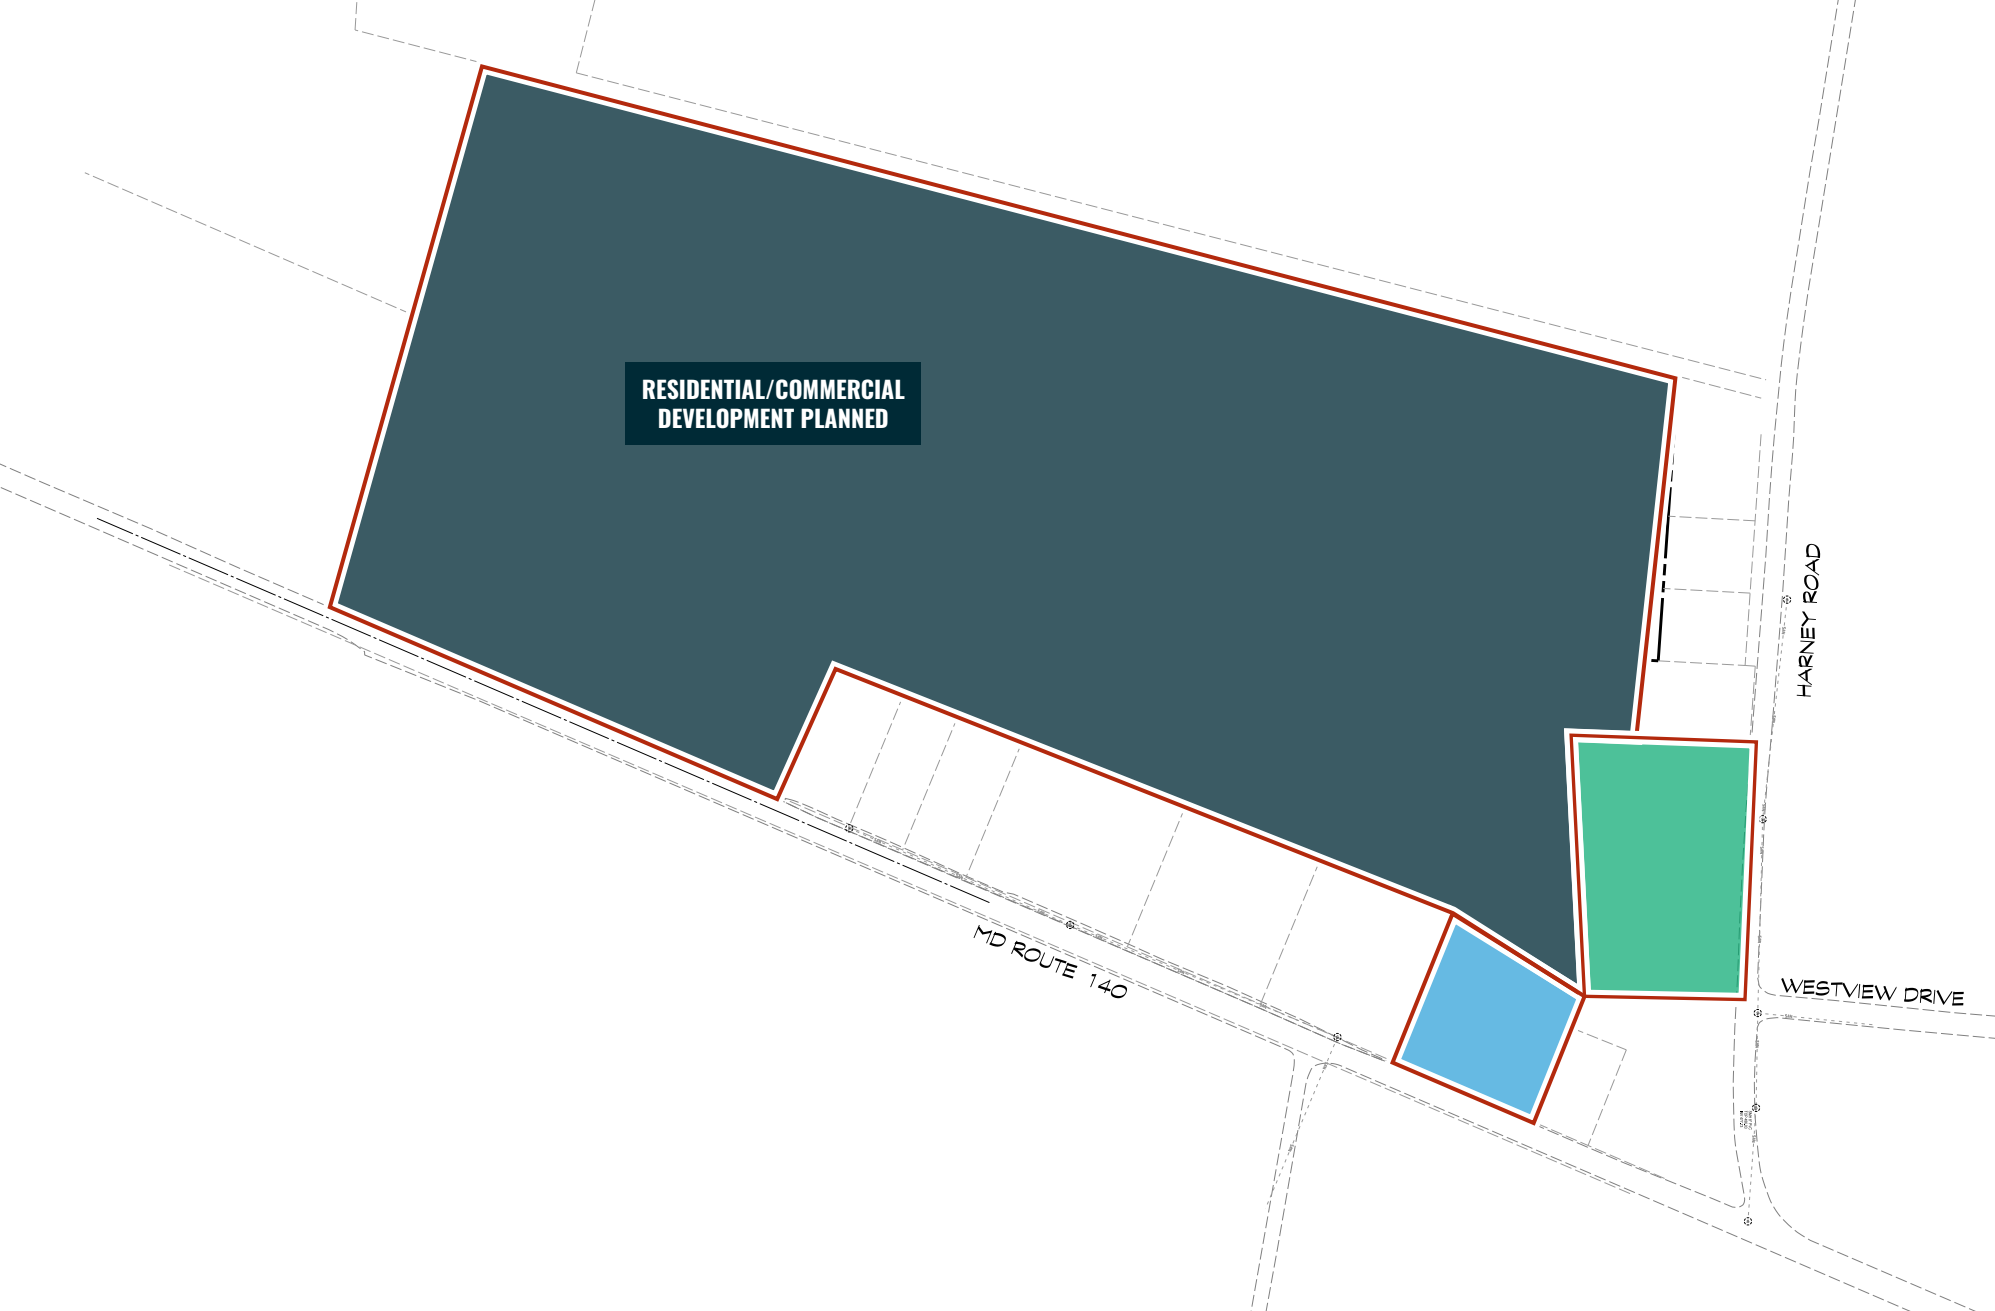 RESIDENTIAL/COMMERCIAL
DEVELOPMENT PLANNED
HARNEY ROAD
MD ROUTE 140
WESTVIEW DRIVE